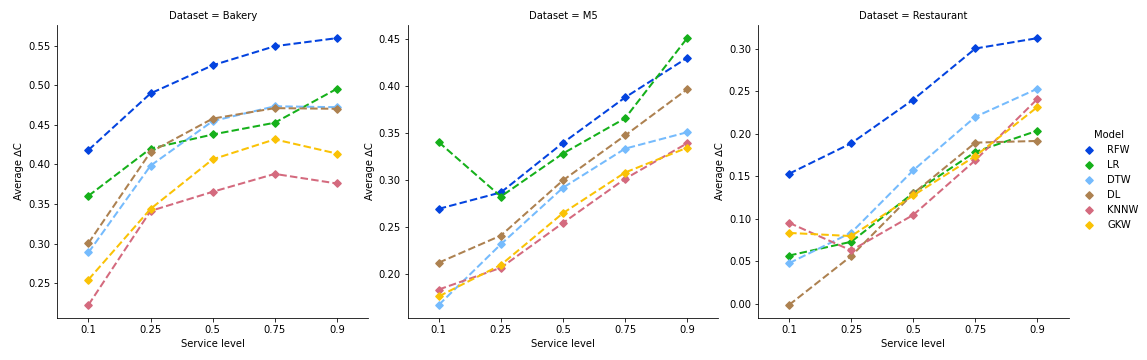 Dataset = Bakery
Average ΔC
0.55
0.50
0.45
0.40
0.35
0.30
0.25
0.1 0.25 0.5 0.75 0.9
Service level
Dataset = M5
Average ΔC
0.45
0.40
0.35
0.30
0.25
0.20
0.1 0.25 0.5 0.75 0.9
Service level
Dataset = Restaurant
Average ΔC
0.30
0.25
0.20
0.15
0.10
0.05
0.00
0.1 0.25 0.5 0.75 0.9
Service level
Model
RFW
LR
DTW
DL
KNNW
GKW